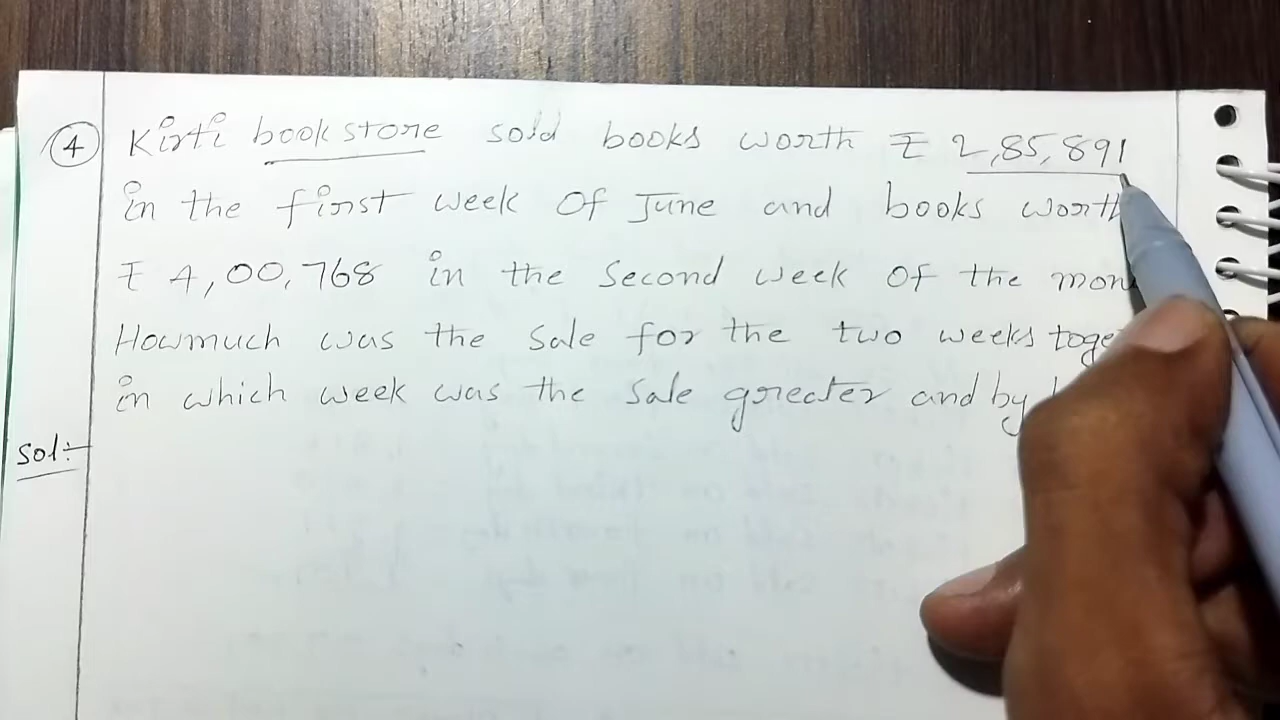 4 Kirti bookstore sold books worth ₹ 2,85,891
in the first week of June and books worth
₹ 4,00,768 in the second week of the
Howmuch was the sale for the two weeks
in which week was the sale greater and by
Sol:-